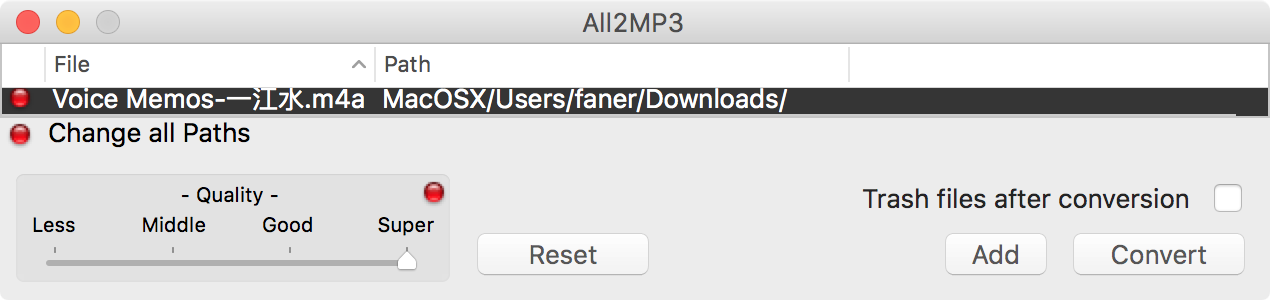 All2MP3
File Path
Voice Memos-一江水.m4a MacOSX/Users/faner/Downloads/
Change all Paths
- Quality -
Less Middle Good Super
Trash files after conversion
Reset Add Convert